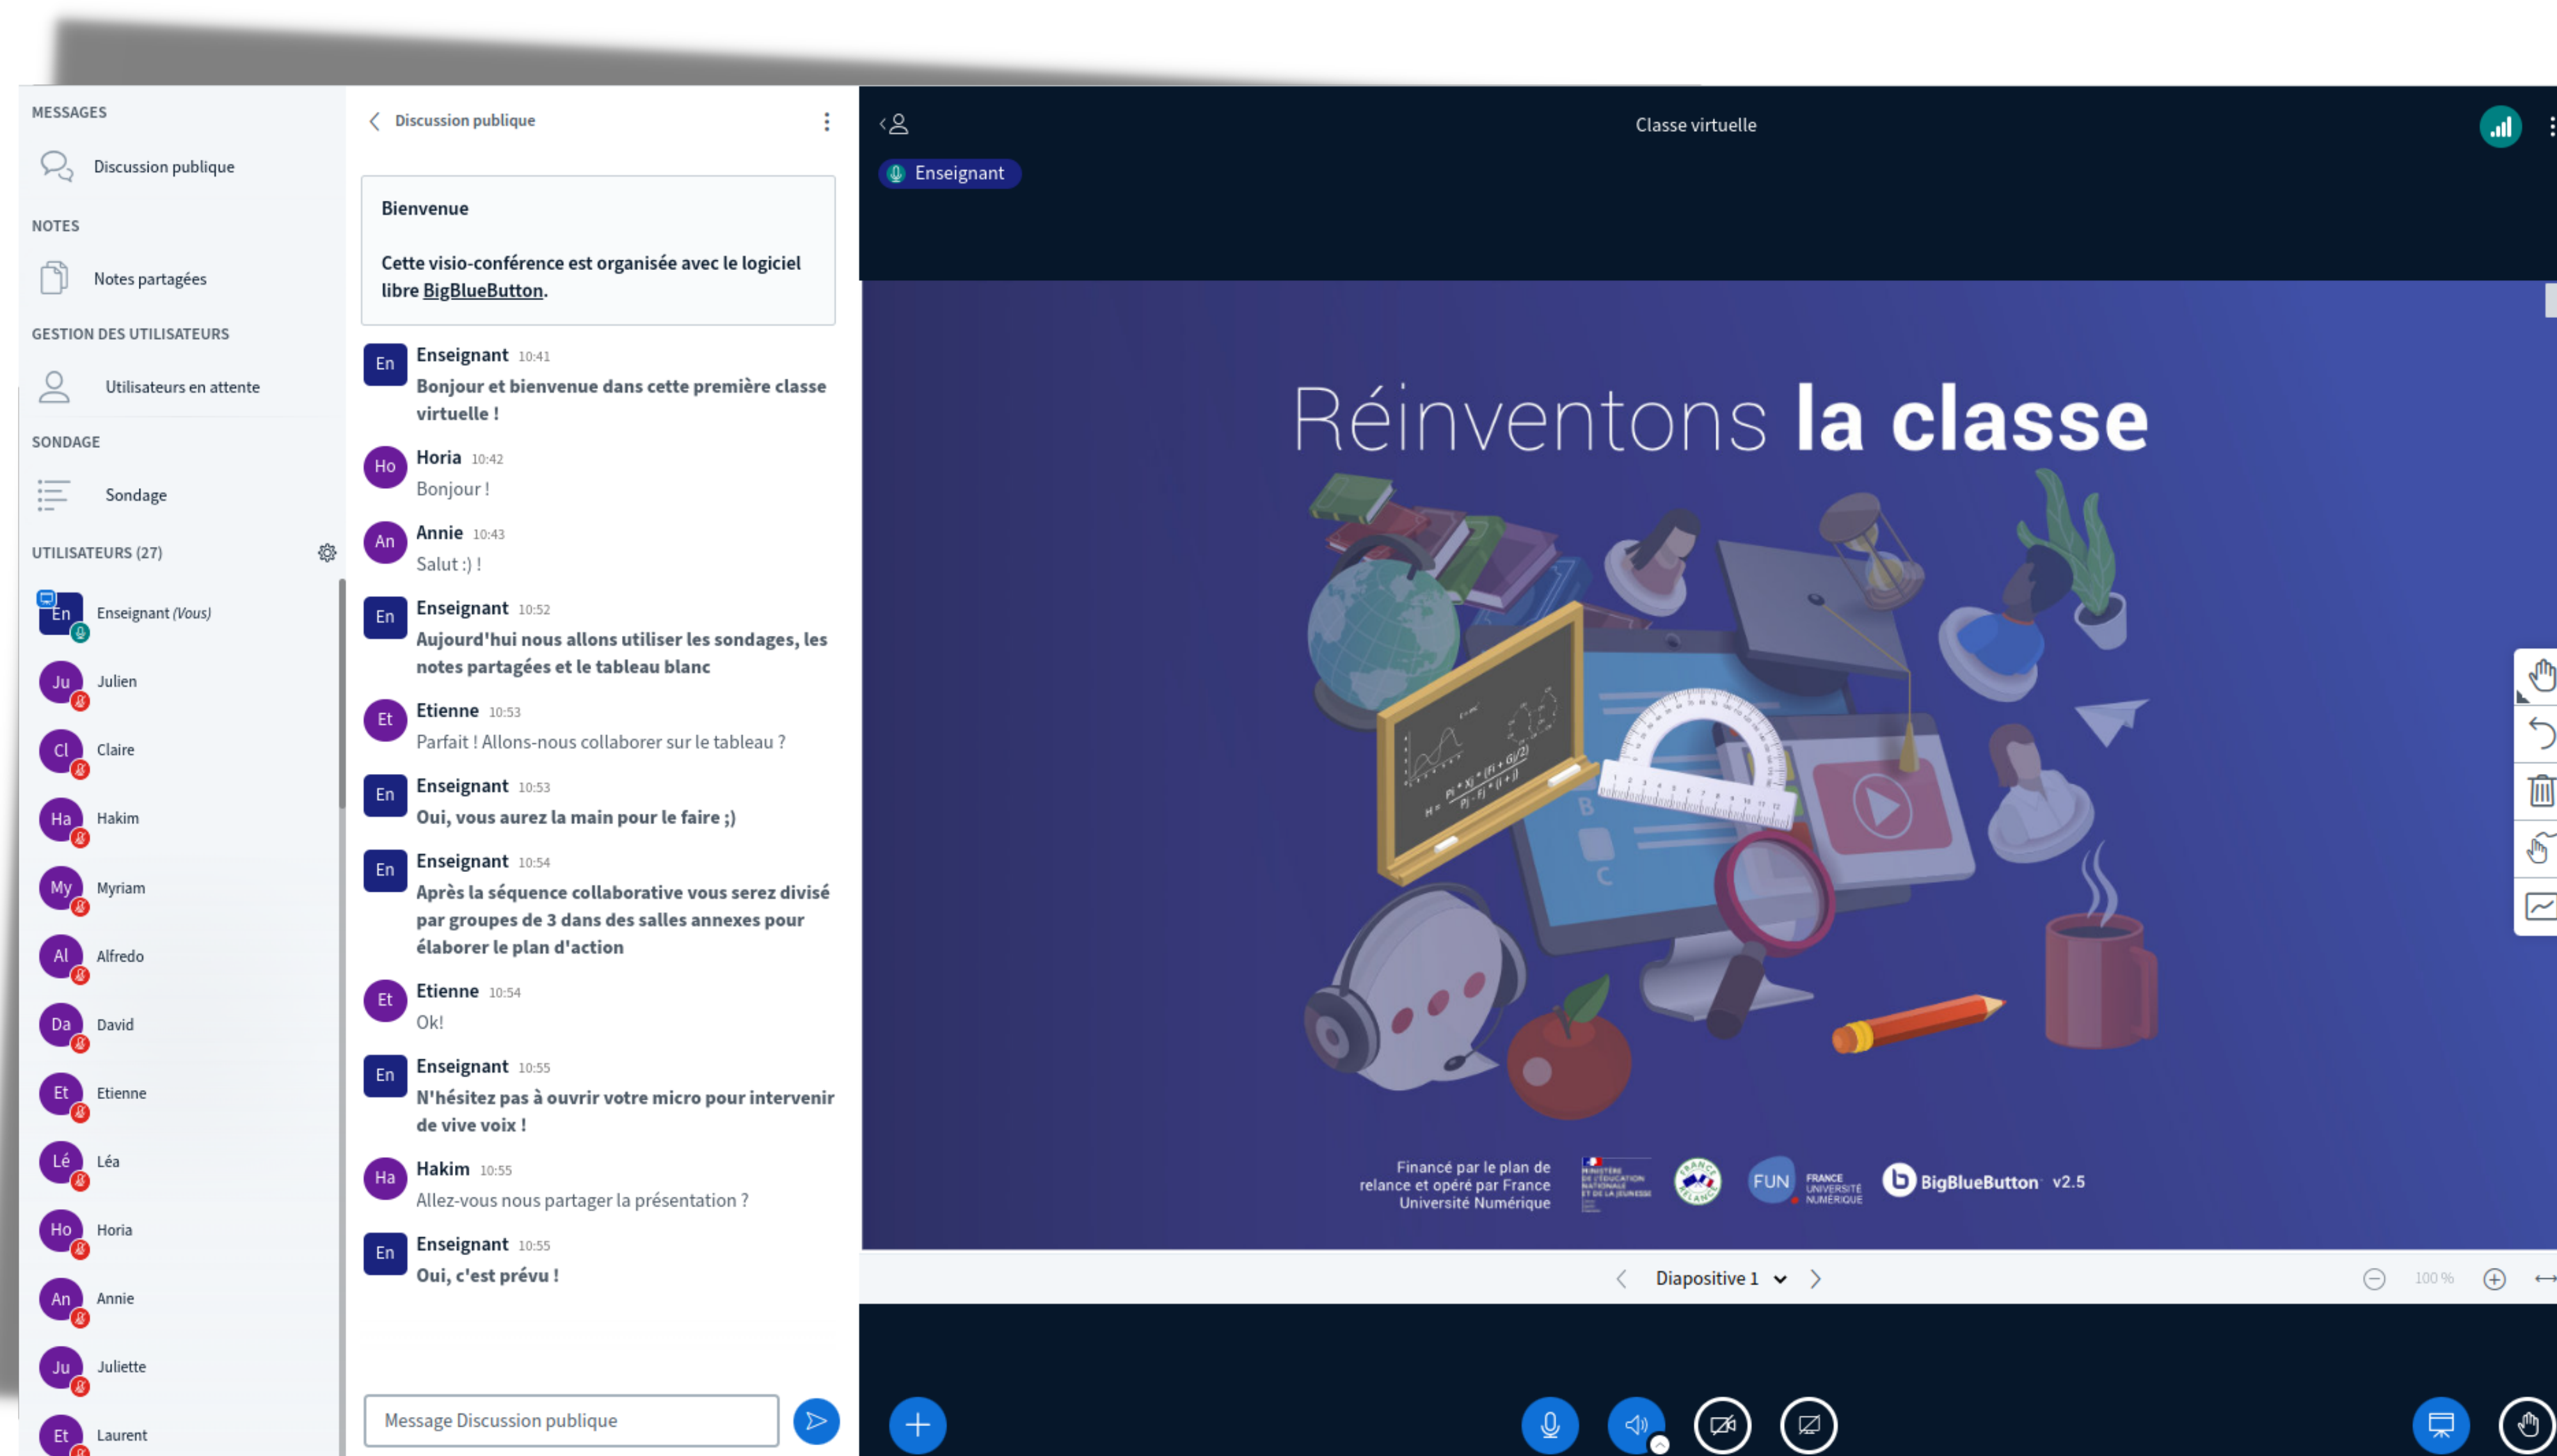 MESSAGES
Discussion publique
NOTES
Notes partagées
GESTION DES UTILISATEURS
Utilisateurs en attente
SONDAGE
Sondage
UTILISATEURS (27)
En Enseignant (Vous)
Ju Julien
Cl Claire
Ha Hakim
My Myriam
Al Alfredo
Da David
Et Etienne
Lé Léa
Ho Horia
An Annie
Ju Juliette
Et Laurent
Discussion publique
Bienvenue
Cette visio-conférence est organisée avec le logiciel
libre BigBlueButton.
En Enseignant 10:41
Bonjour et bienvenue dans cette première classe
virtuelle !
Ho Horia 10:42
Bonjour !
An Annie 10:43
Salut :) !
En Enseignant 10:52
Aujourd'hui nous allons utiliser les sondages, les
notes partagées et le tableau blanc
Et Etienne 10:53
Parfait ! Allons-nous collaborer sur le tableau ?
En Enseignant 10:53
Oui, vous aurez la main pour le faire ;)
En Enseignant 10:54
Après la séquence collaborative vous serez divisé
par groupes de 3 dans des salles annexes pour
élaborer le plan d'action
Et Etienne 10:54
Ok!
En Enseignant 10:55
N'hésitez pas à ouvrir votre micro pour intervenir
de vive voix !
Ha Hakim 10:55
Allez-vous nous partager la présentation ?
En Enseignant 10:55
Oui, c'est prévu !
Message Discussion publique
Classe virtuelle
Enseignant
Réinventons la classe
B
C
Financé par le plan de
relance et opéré par France
Université Numérique
MINISTÈRE
DE L'ÉDUCATION
NATIONALE
ET DE LA JEUNESSE
FRANCE
RELANCE
FUN
FRANCE
UNIVERSITÉ
NUMÉRIQUE
b BigBlueButton v2.5
Diapositive 1
100 %